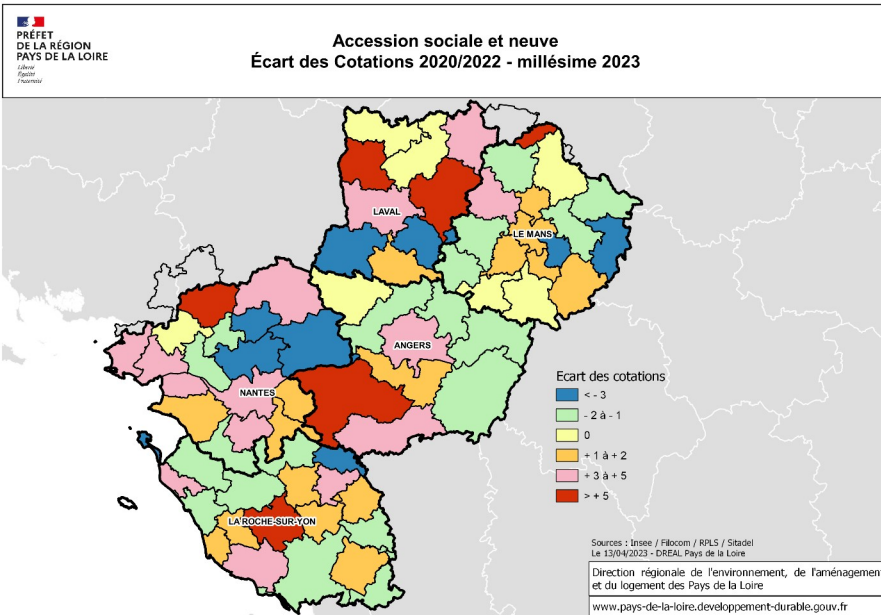 PRÉFET
DE LA RÉGION
PAYS DE LA LOIRE
Liberté
Égalité
Fraternité
Accession sociale et neuve
Écart des Cotations 2020/2022 - millésime 2023
LAVAL
LE MANS
ANGERS
NANTES
LA ROCHE-SUR-YON
Ecart des cotations
< - 3
- 2 à - 1
0
+ 1 à + 2
+ 3 à + 5
> + 5
Sources : Insee / Filocom / RPLS / Sitadel
Le 13/04/2023 - DREAL Pays de la Loire
Direction régionale de l'environnement, de l'aménagement
et du logement des Pays de la Loire
www.pays-de-la-loire.developpement-durable.gouv.fr